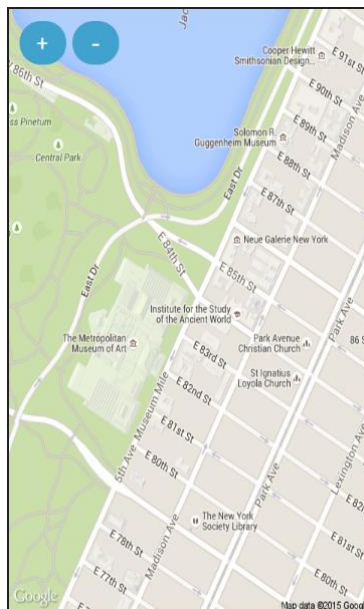 + -
Jac
Cooper Hewitt
Smithsonian Design...
E 91st St
E 90th St
Madison Ave
E 89th St
Solomon R.
Guggenheim Museum
E 88th St
86th St
ss Pinetum
Central Park
East Dr
E 87th St
Neue Galerie New York
E 84th St
E 85th St
East Dr
Park Ave
Institute for the Study
of the Ancient World
The Metropolitan
Museum of Art
E 83rd St
Park Avenue
Christian Church
86 S
St Ignatius
Loyola Church
E 82nd St
Museum Mile
E 81st St
5th Ave
E 80th St
Lexington Ave
Park Ave
The New York
Society Library
E 82
E 78th St
Madison Ave
E 81st St
E 77th St
E 80th St
Google
Map data ©2015 Goo